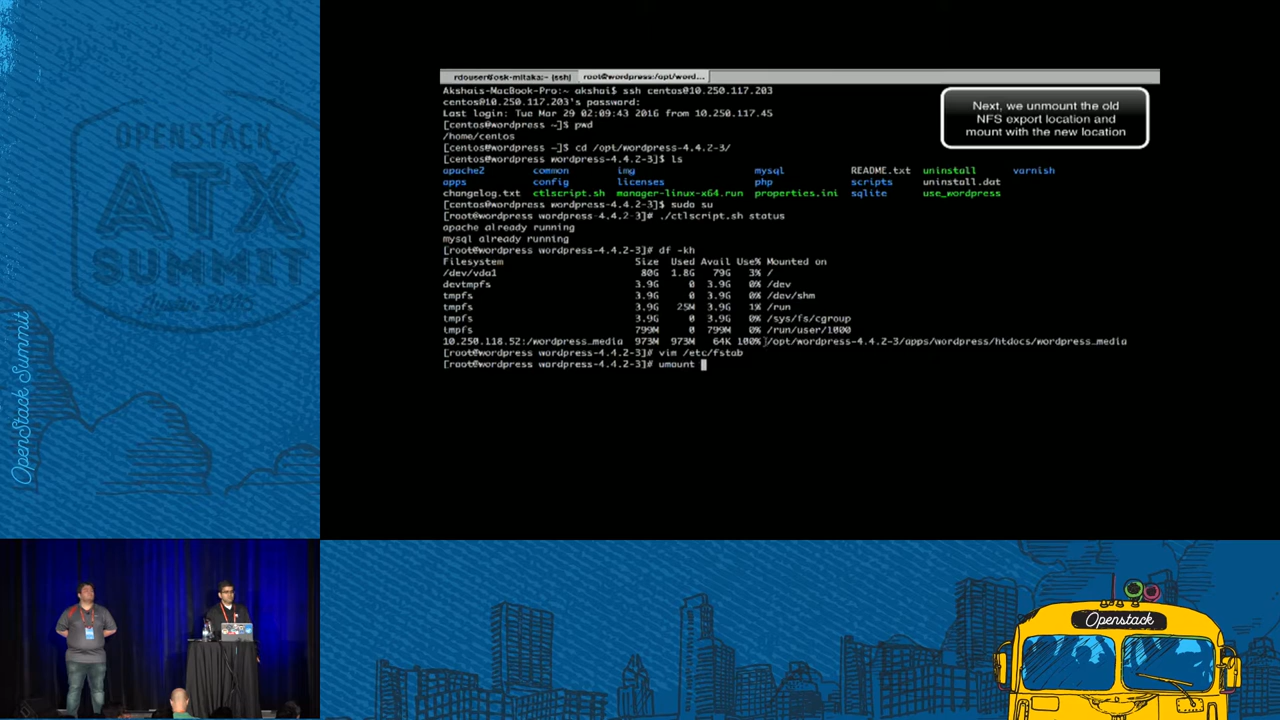 OPENSTACK
ATX
SUMMIT
OpenStack Summit
rdouser@osk-mitaka:~ (ssh)
root@wordpress:/opt/word...
Akshais-MacBook-Pro:~ akshai$ ssh centos@10.250.117.203
centos@10.250.117.203's password:
Last login: Tue Mar 29 02:09:43 2016 from 10.250.117.45
[centos@wordpress ~]$ pwd
/home/centos
[centos@wordpress ~]$ cd /opt/wordpress-4.4.2-3/
[centos@wordpress wordpress-4.4.2-3]$ ls
apache2 common img mysql README.txt uninstall varnish
apps config licenses php scripts uninstall.dat
changelog.txt ctlscript.sh manager-linux-x64.run properties.ini sqlite use_wordpress
[centos@wordpress wordpress-4.4.2-3]$ sudo su
[root@wordpress wordpress-4.4.2-3]# ./ctlscript.sh status
apache already running
mysql already running
[root@wordpress wordpress-4.4.2-3]# df -kh
Filesystem Size Used Avail Use% Mounted on
/dev/vda1 80G 1.8G 79G 3% /
devtmpfs 3.9G 0 3.9G 0% /dev
tmpfs 3.9G 0 3.9G 0% /dev/shm
tmpfs 3.9G 25M 3.9G 1% /run
tmpfs 3.9G 0 3.9G 0% /sys/fs/cgroup
tmpfs 799M 0 799M 0% /run/user/1000
10.250.118.52:/wordpress_media 973M 973M 64K 100% /opt/wordpress-4.4.2-3/apps/wordpress/htdocs/wordpress_media
[root@wordpress wordpress-4.4.2-3]# vim /etc/fstab
[root@wordpress wordpress-4.4.2-3]# umount
Next, we unmount the old
NFS export location and
mount with the new location
Openstack